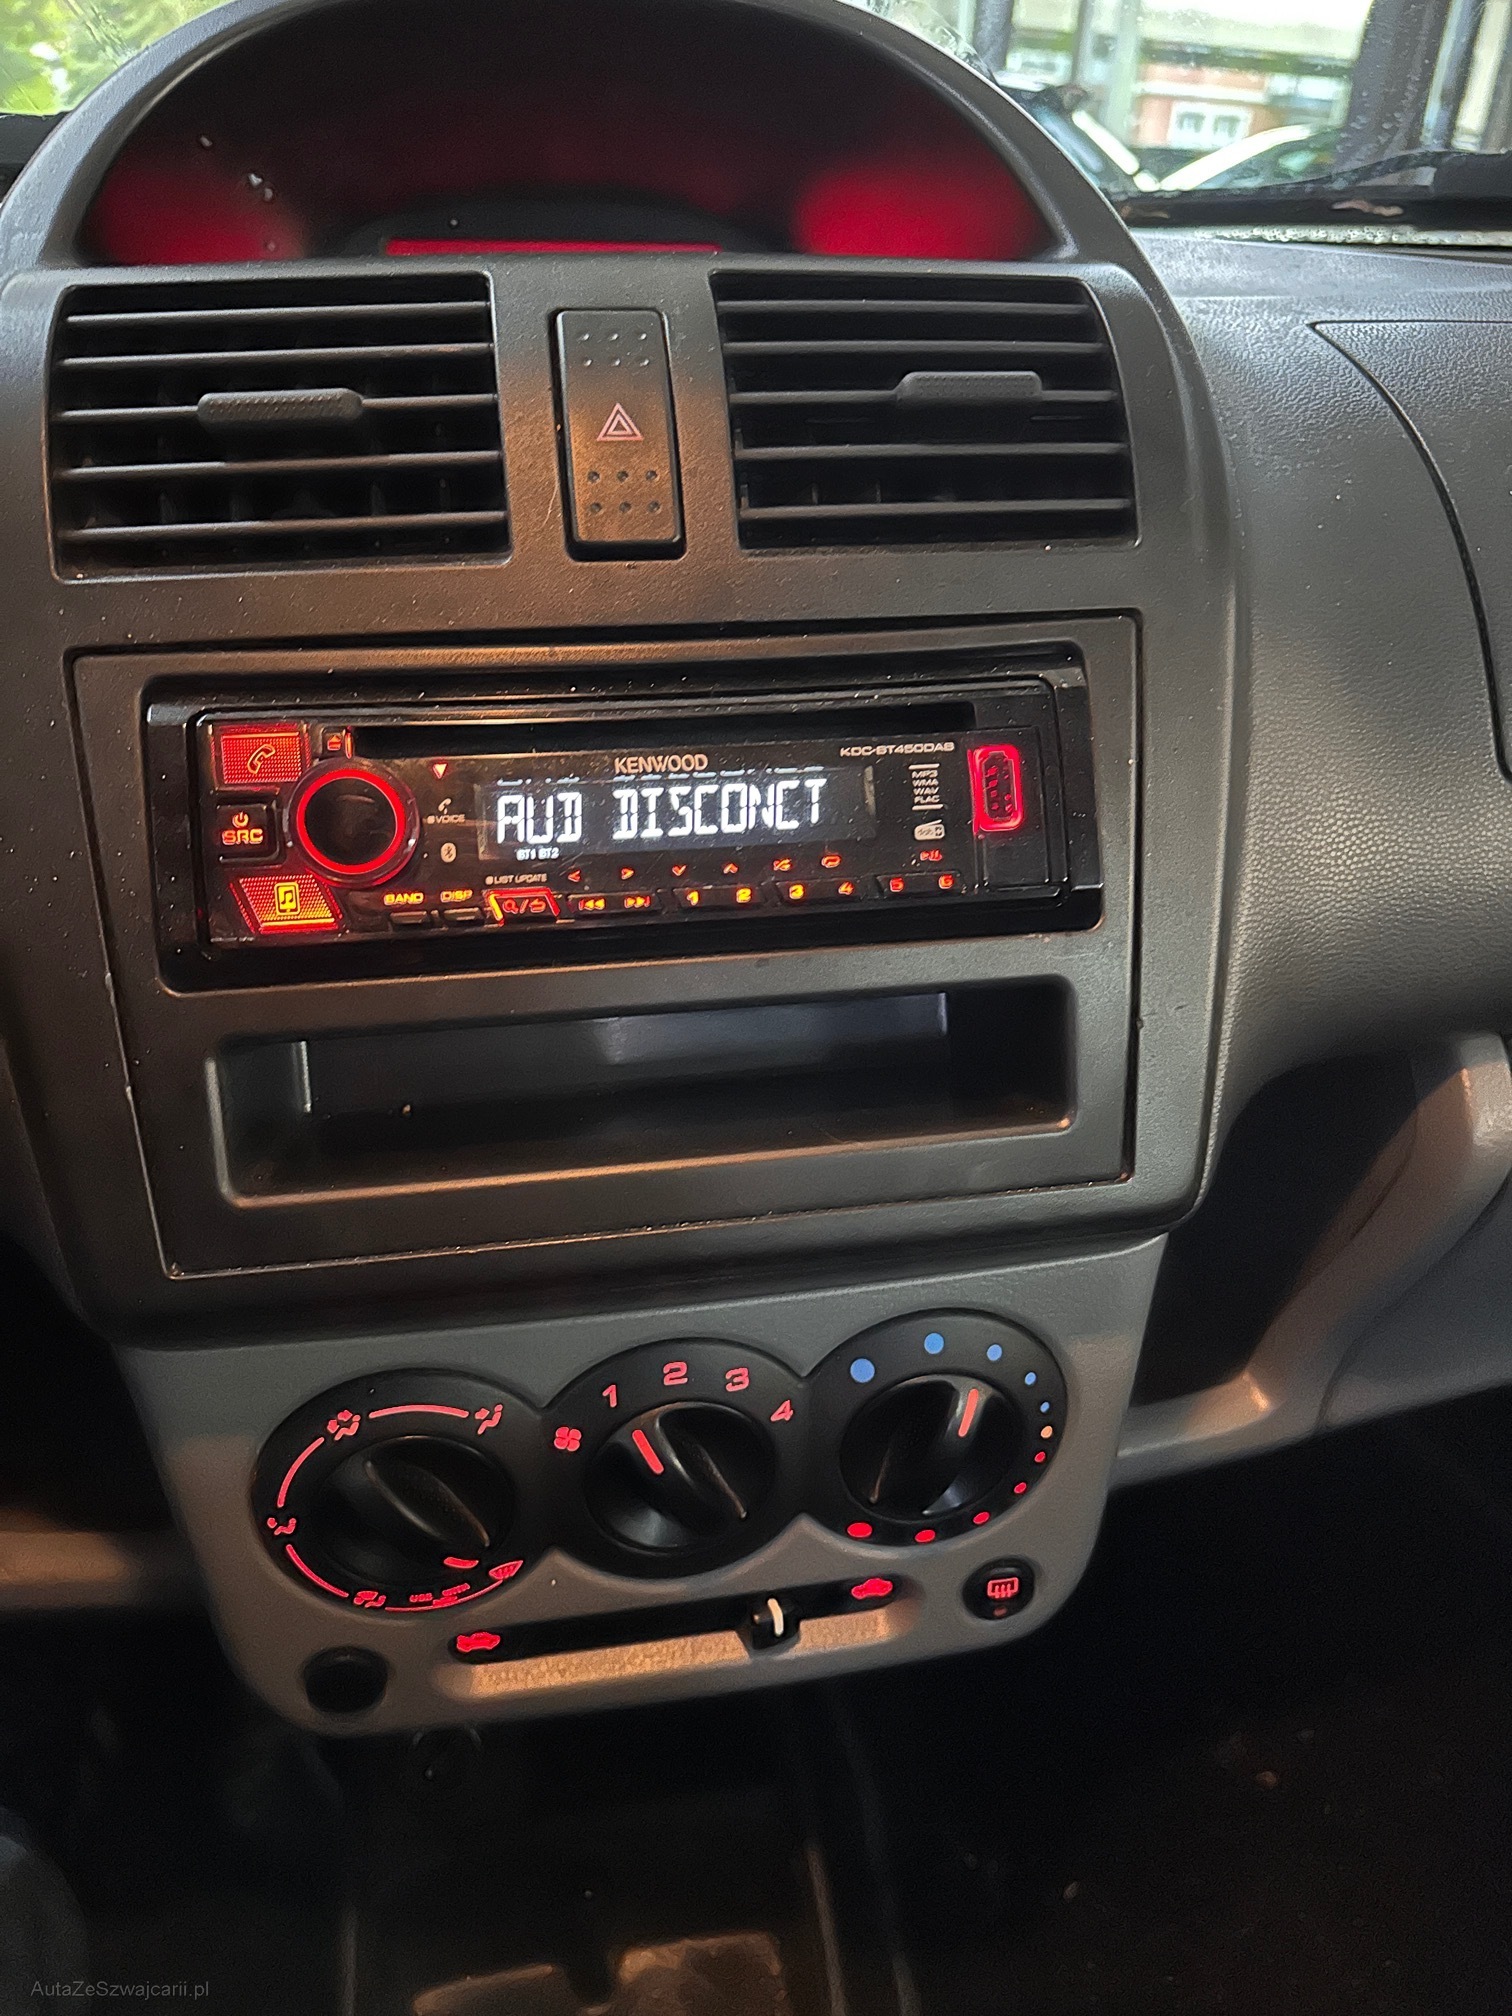 KENWOOD
KDC-BT450DAB
AUD DISCONCT
BT1 BT2
VOICE
MP3
WMA
WAV
FLAC
SRC
LIST UPDATE
BAND DISP
1 2 3 4 5 6
1 2 3 4
AutaZeSzwajcarii.pl